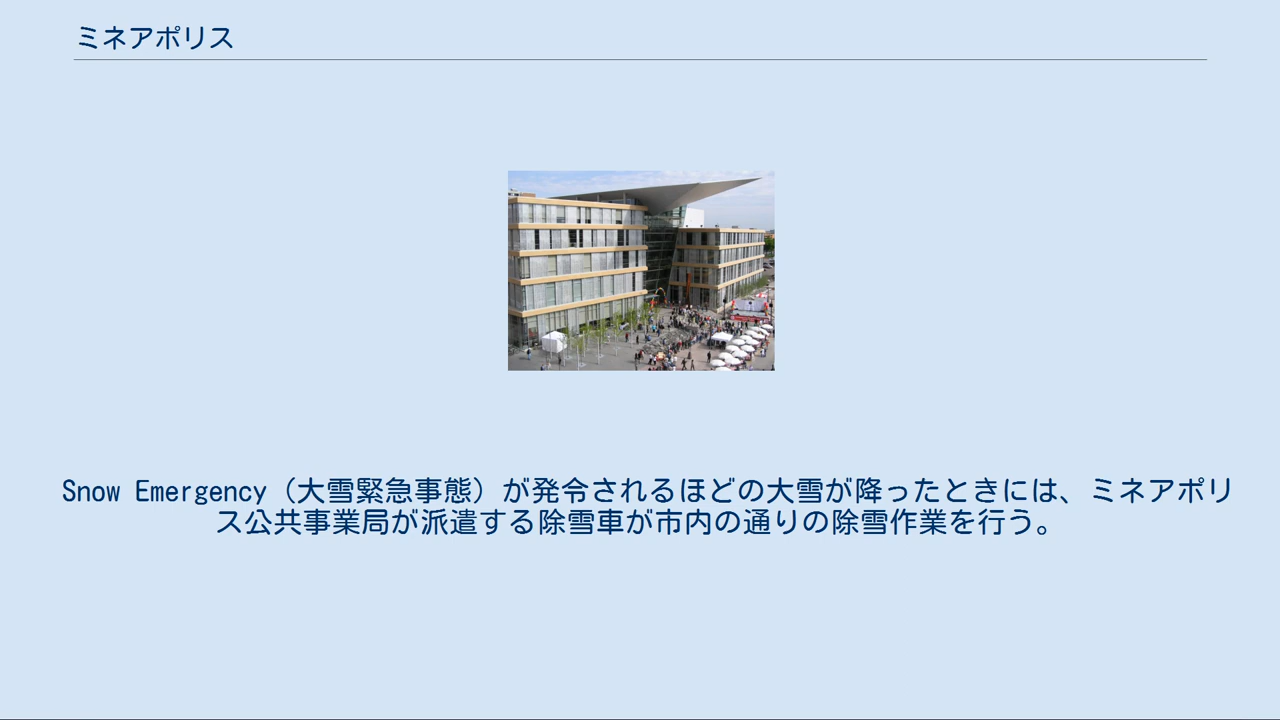 ミネアポリス
Snow Emergency（大雪緊急事態）が発令されるほどの大雪が降ったときには、ミネアポリ
ス公共事業局が派遣する除雪車が市内の通りの除雪作業を行う。